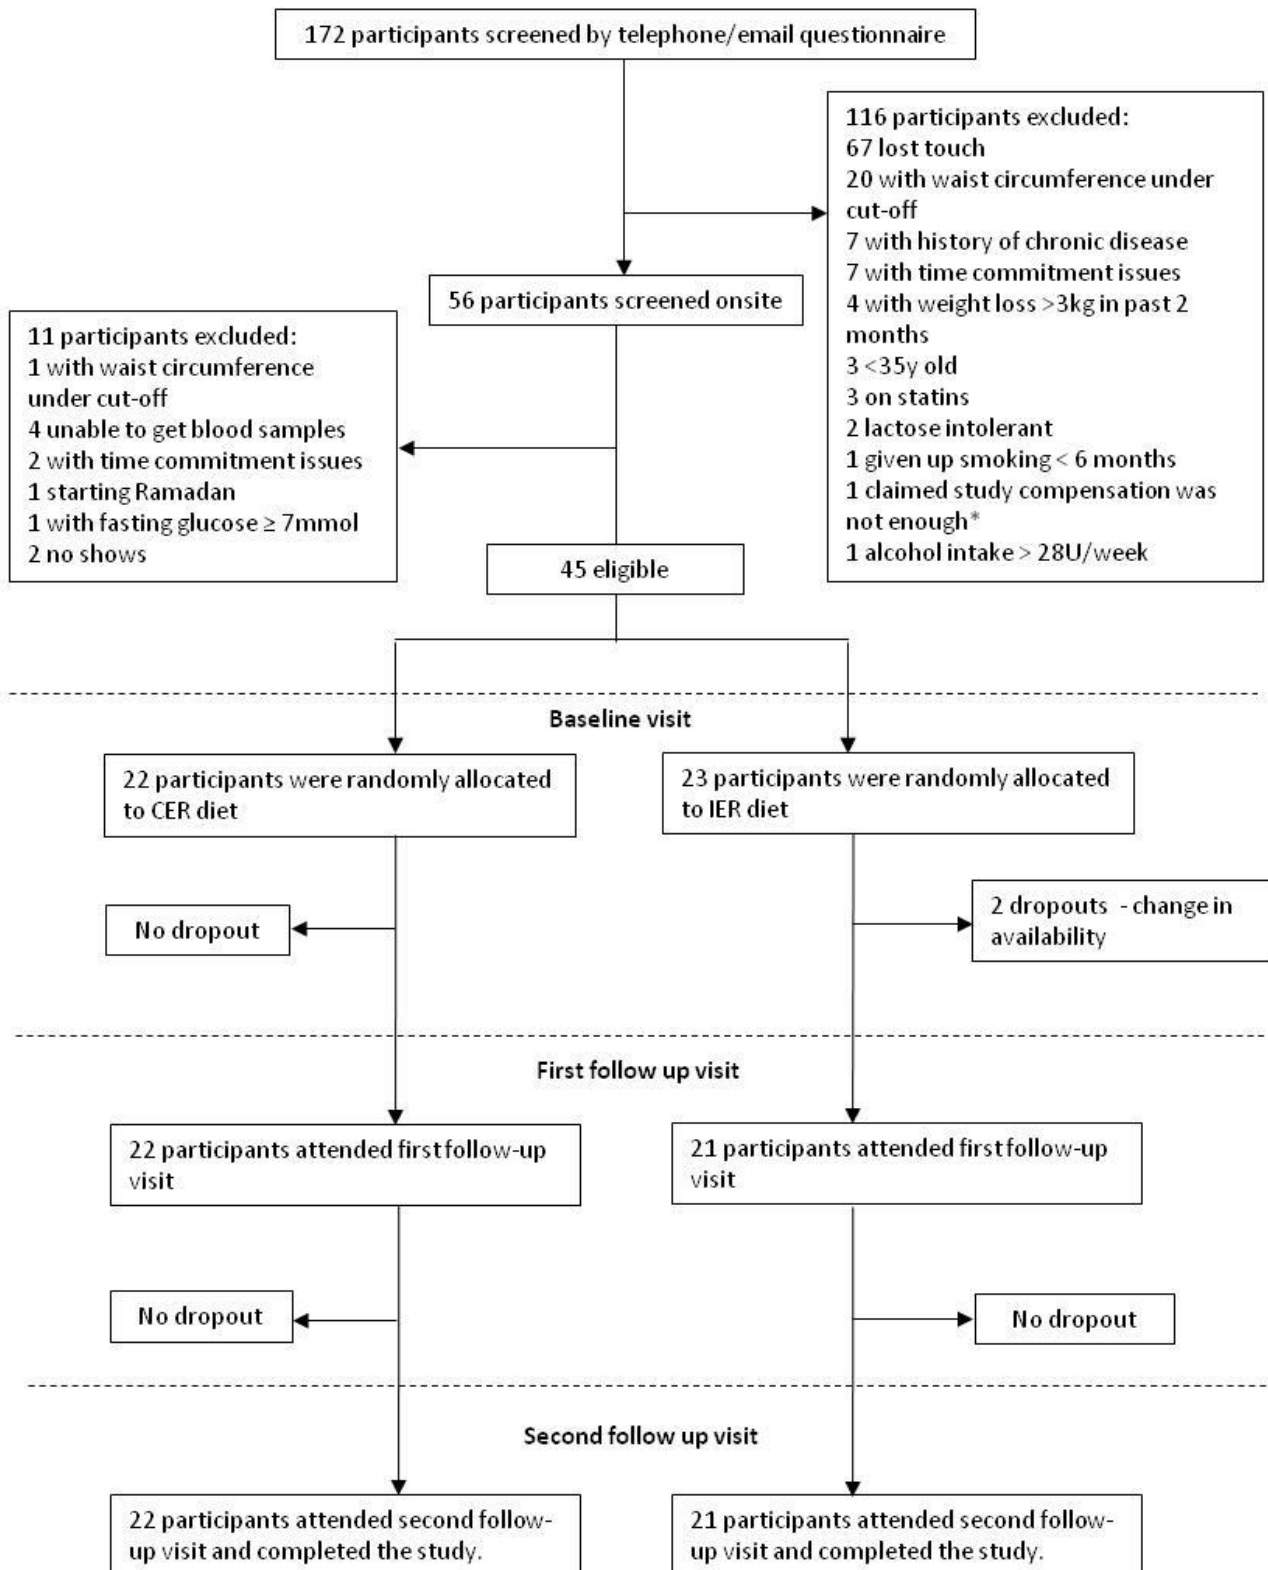 172 participants screened by telephone/email questionnaire
116 participants excluded:
67 lost touch
20 with waist circumference under
cut-off
7 with history of chronic disease
7 with time commitment issues
4 with weight loss >3kg in past 2
months
3 <35y old
3 on statins
2 lactose intolerant
1 given up smoking < 6 months
1 claimed study compensation was
not enough*
1 alcohol intake > 28U/week
56 participants screened onsite
11 participants excluded:
1 with waist circumference
under cut-off
4 unable to get blood samples
2 with time commitment issues
1 starting Ramadan
1 with fasting glucose ≥ 7mmol
2 no shows
45 eligible
Baseline visit
22 participants were randomly allocated
to CER diet
23 participants were randomly allocated
to IER diet
No dropout
2 dropouts - change in
availability
First follow up visit
22 participants attended first follow-up
visit
21 participants attended first follow-up
visit
No dropout
No dropout
Second follow up visit
22 participants attended second follow-
up visit and completed the study.
21 participants attended second follow-
up visit and completed the study.